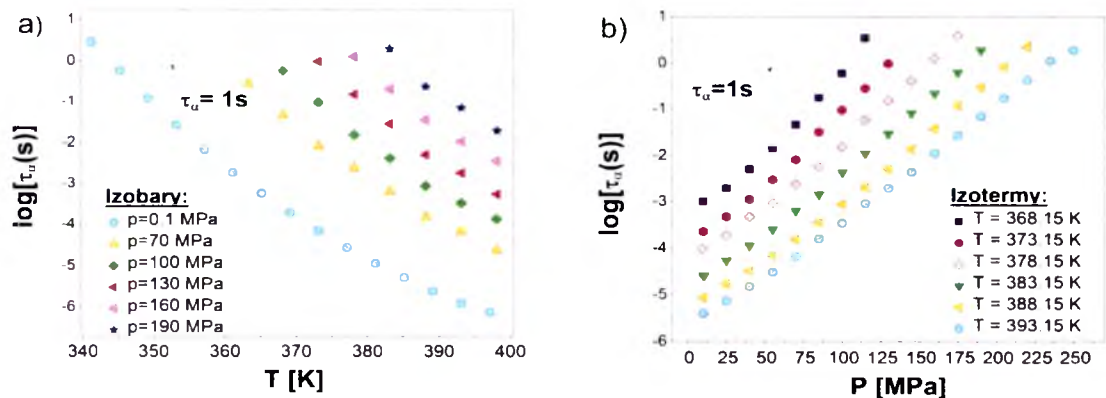 a)
log[τα(s)]
1
0
-1
-2
-3
-4
-5
-6
τα= 1s
Izobary:
p=0.1 MPa
p=70 MPa
p=100 MPa
p=130 MPa
p=160 MPa
p=190 MPa
340 350 360 370 380 390 400
T [K]
b)
log[τα(s)]
1
0
-1
-2
-3
-4
-5
-6
τα=1s
Izotermy:
T = 368 15 K
T = 373.15 K
T = 378 15 K
T = 383 15 K
T = 388 15 K
T = 393.15 K
0 25 50 75 100 125 150 175 200 225 250
P [MPa]